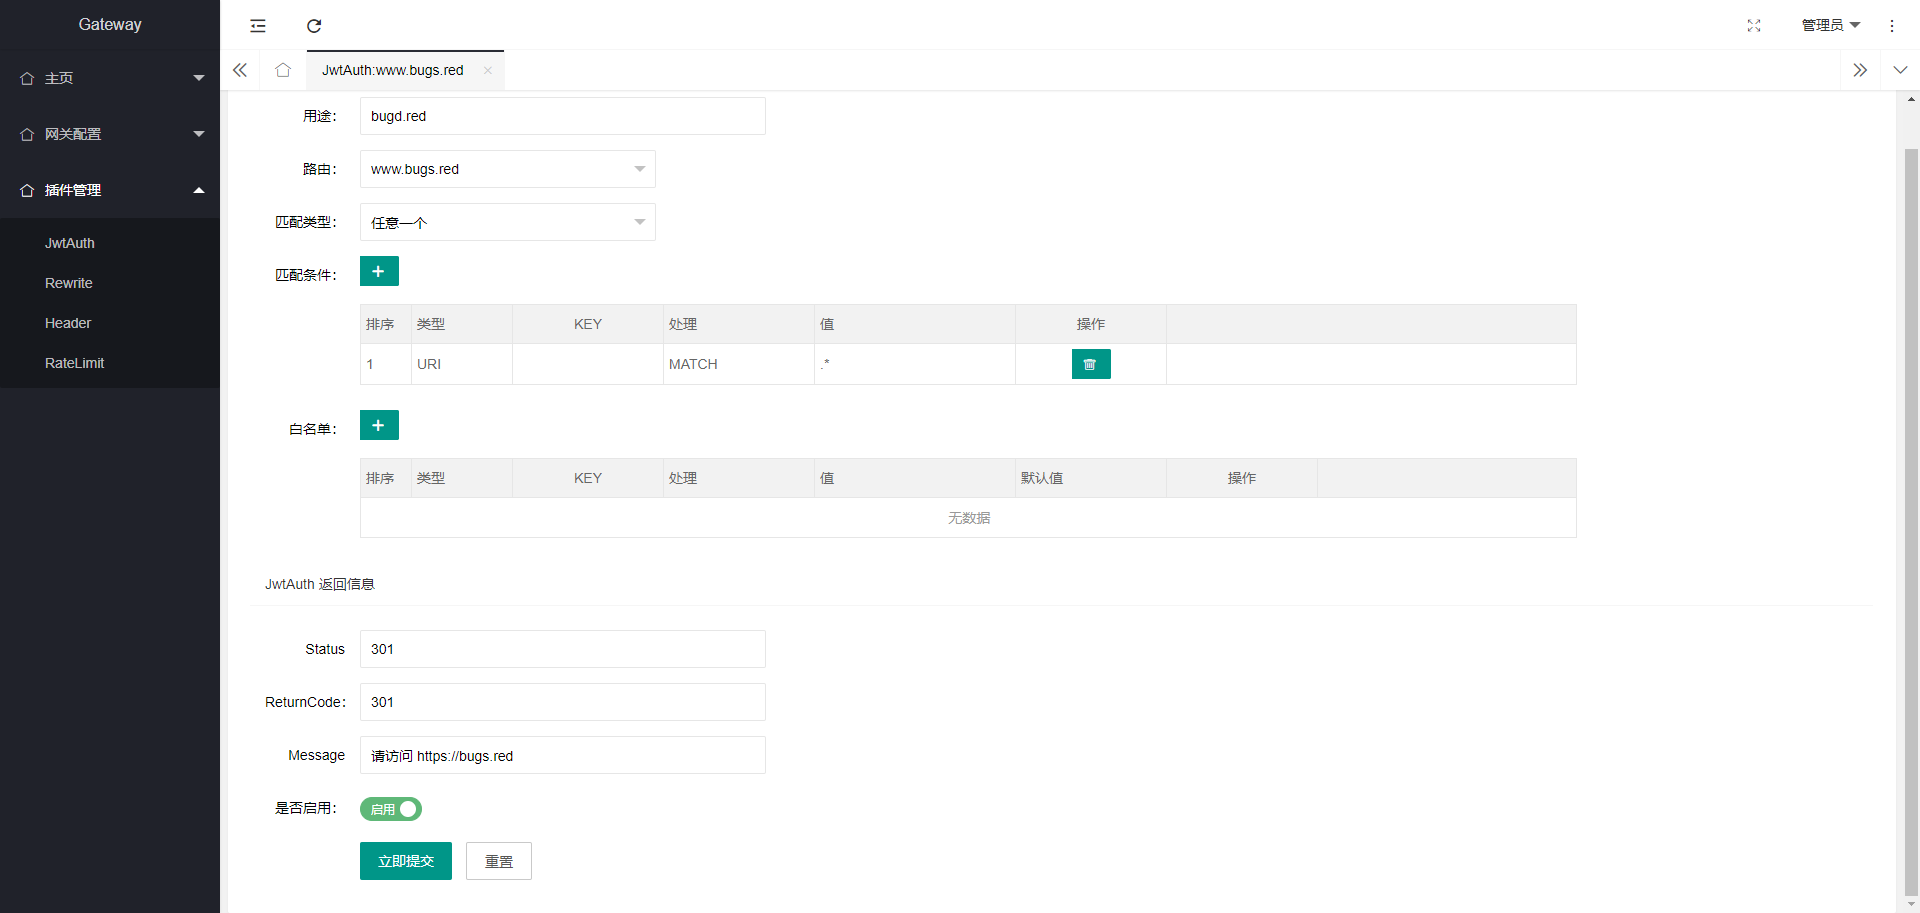 Gateway
管理员
主页
JwtAuth:www.bugs.red
网关配置
插件管理
JwtAuth
Rewrite
Header
RateLimit
用途： bugd.red
路由： www.bugs.red
匹配类型： 任意一个
匹配条件： +
排序 类型 KEY 处理 值 操作
1 URI MATCH .*
白名单： +
排序 类型 KEY 处理 值 默认值 操作
无数据
JwtAuth 返回信息
Status 301
ReturnCode： 301
Message 请访问 https://bugs.red
是否启用： 启用
立即提交 重置